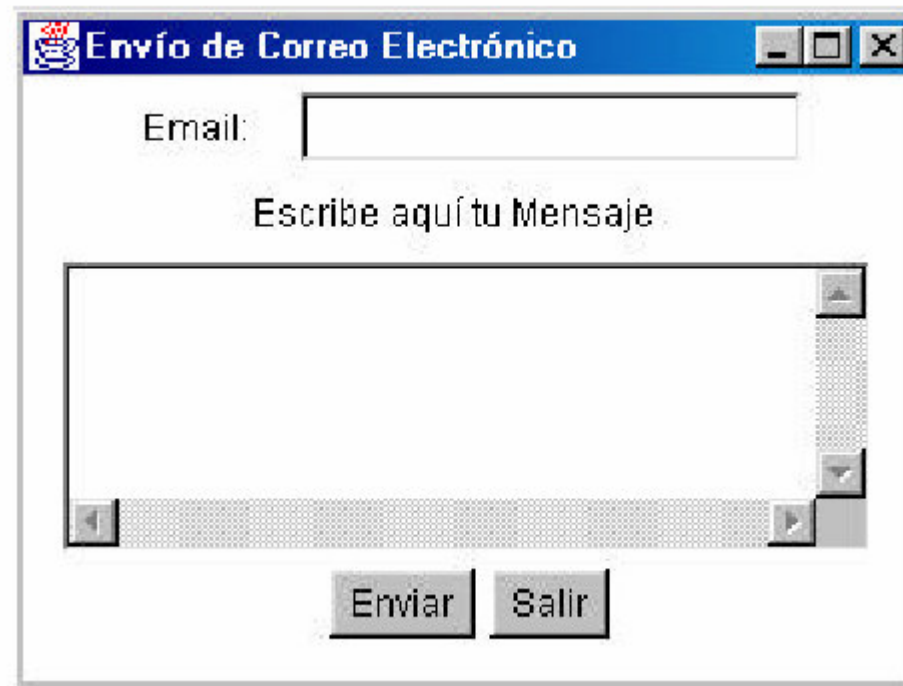 Envío de Correo Electrónico
Email:
Escribe aquí tu Mensaje
Enviar Salir